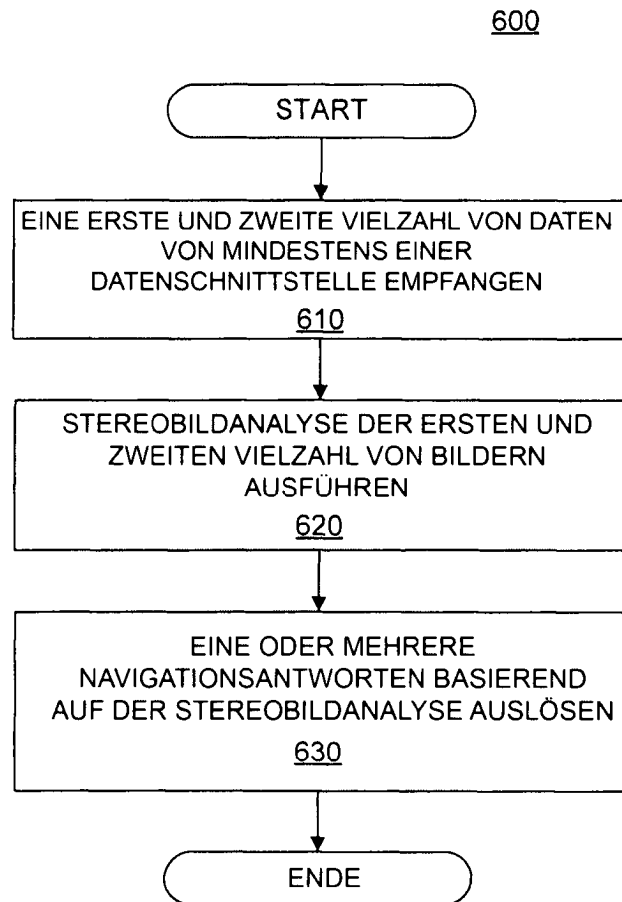 600
START
EINE ERSTE UND ZWEITE VIELZAHL VON DATEN
VON MINDESTENS EINER
DATENSCHNITTSTELLE EMPFANGEN
610
STEREOBILDANALYSE DER ERSTEN UND
ZWEITEN VIELZAHL VON BILDERN
AUSFÜHREN
620
EINE ODER MEHRERE
NAVIGATIONSANTWORTEN BASIEREND
AUF DER STEREOBILDANALYSE AUSLÖSEN
630
ENDE